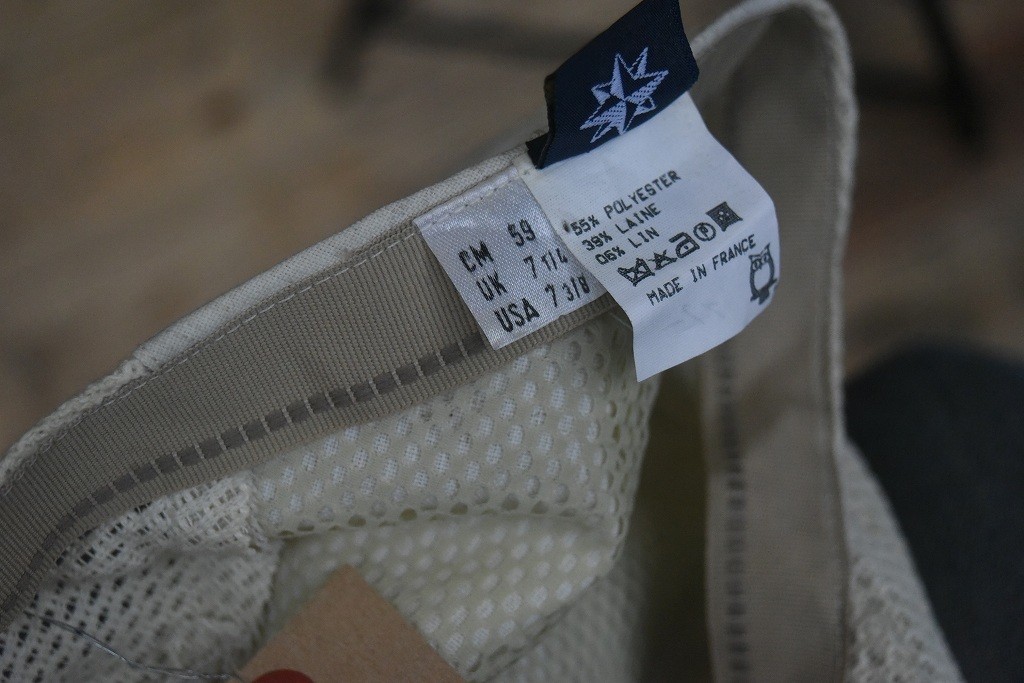 CM 59
UK 7 1/4
USA 7 3/8
55% POLYESTER
39% LAINE
06% LIN
MADE IN FRANCE